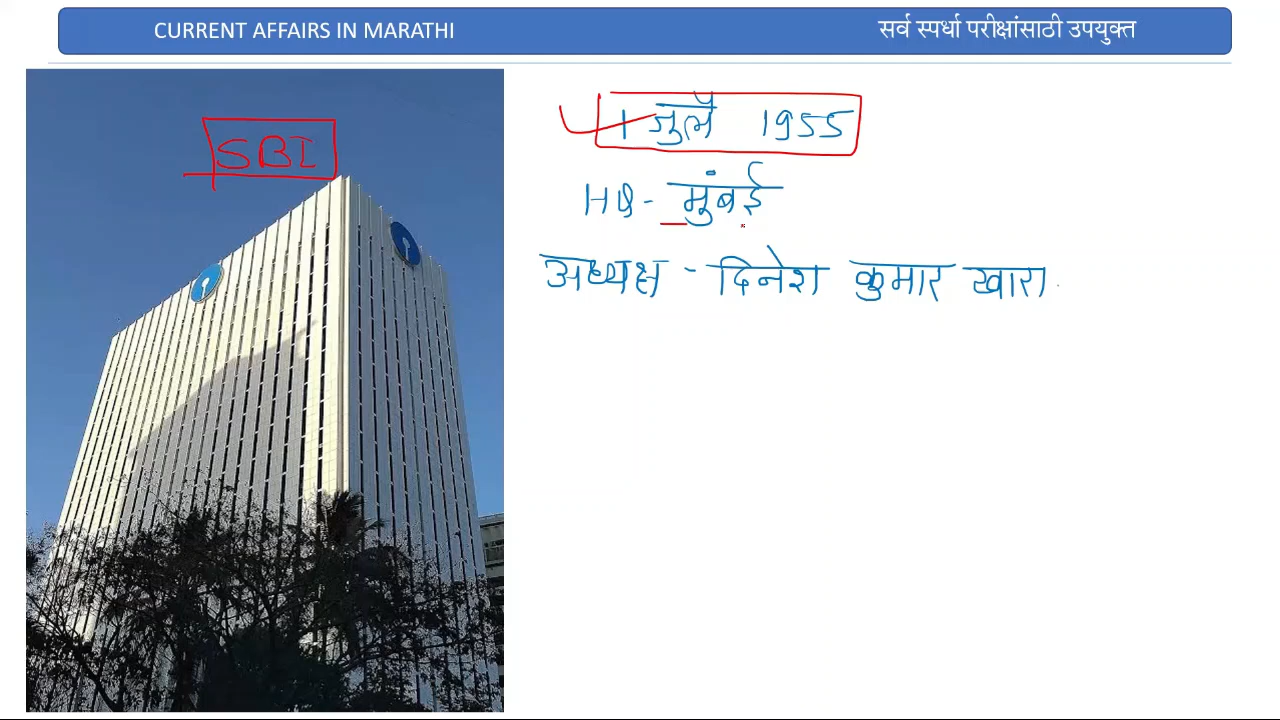 CURRENT AFFAIRS IN MARATHI
सर्व स्पर्धा परीक्षांसाठी उपयुक्त
SBI
1 जुलै 1955
HQ - मुंबई
अध्यक्ष - दिनेश कुमार खारा